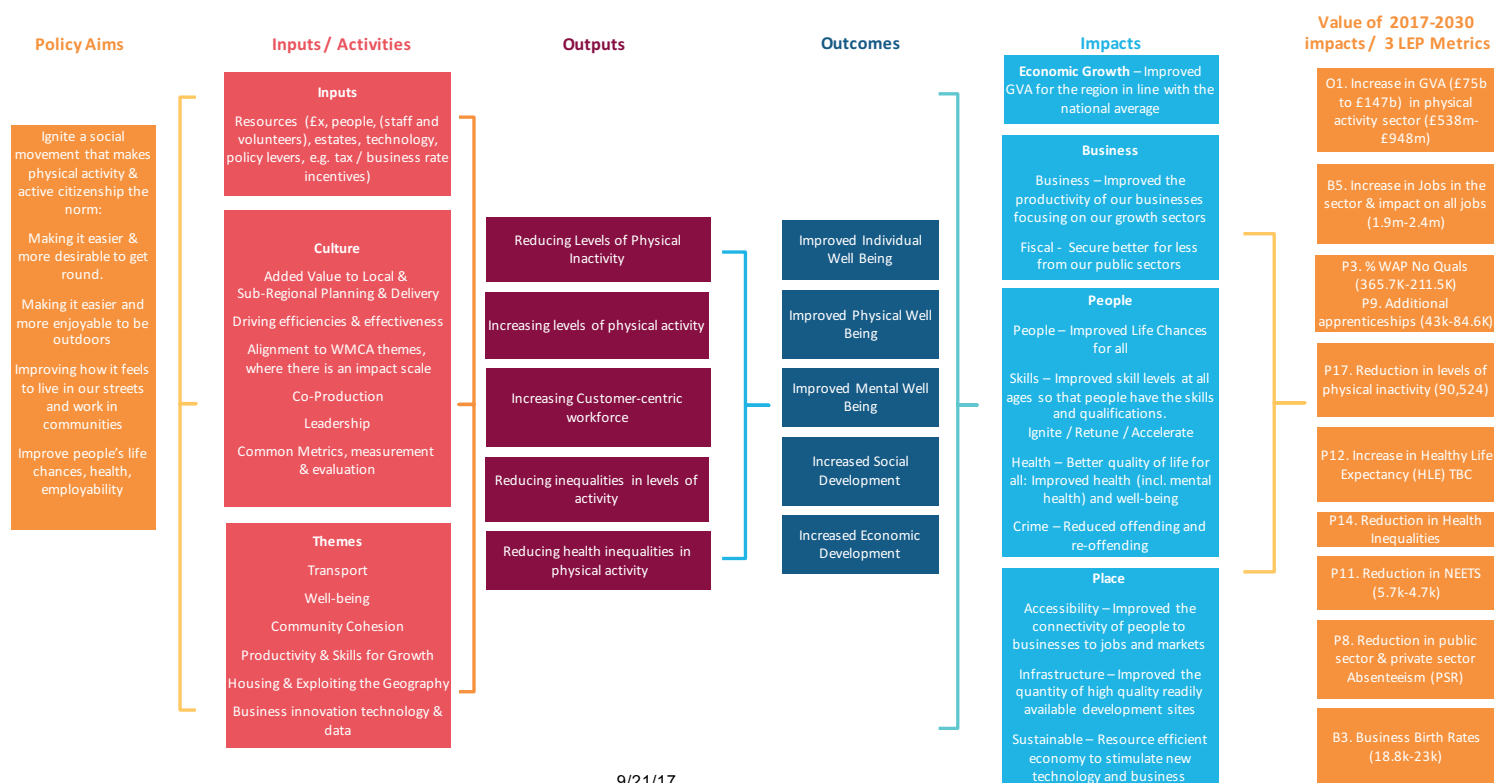 Policy Aims
Ignite a social
movement that makes
physical activity &
active citizenship the
norm:
Making it easier &
more desirable to get
round.
Making it easier and
more enjoyable to be
outdoors
Improving how it feels
to live in our streets
and work in
communities
Improve people's life
chances, health,
employability
Inputs / Activities
Inputs
Resources (£x, people, (staff and
volunteers), estates, technology,
policy levers, e.g. tax / business rate
incentives)
Culture
Added Value to Local &
Sub-Regional Planning & Delivery
Driving efficiencies & effectiveness
Alignment to WMCA themes,
where there is an impact scale
Co-Production
Leadership
Common Metrics, measurement
& evaluation
Themes
Transport
Well-being
Community Cohesion
Productivity & Skills for Growth
Housing & Exploiting the Geography
Business innovation technology &
data
Outputs
Reducing Levels of Physical
Inactivity
Increasing levels of physical activity
Increasing Customer-centric
workforce
Reducing inequalities in levels of
activity
Reducing health inequalities in
physical activity
Outcomes
Improved Individual
Well Being
Improved Physical Well
Being
Improved Mental Well
Being
Increased Social
Development
Increased Economic
Development
Impacts
Economic Growth – Improved
GVA for the region in line with the
national average
Business
Business – Improved the
productivity of our businesses
focusing on our growth sectors
Fiscal - Secure better for less
from our public sectors
People
People – Improved Life Chances
for all
Skills – Improved skill levels at all
ages so that people have the skills
and qualifications.
Ignite / Retune / Accelerate
Health – Better quality of life for
all: Improved health (incl. mental
health) and well-being
Crime – Reduced offending and
re-offending
Place
Accessibility – Improved the
connectivity of people to
businesses to jobs and markets
Infrastructure – Improved the
quantity of high quality readily
available development sites
Sustainable – Resource efficient
economy to stimulate new
technology and business
Value of 2017-2030
impacts / 3 LEP Metrics
O1. Increase in GVA (£75b
to £147b) in physical
activity sector (£538m-
£948m)
B5. Increase in Jobs in the
sector & impact on all jobs
(1.9m-2.4m)
P3. % WAP No Quals
(365.7K-211.5K)
P9. Additional
apprenticeships (43k-84.6K)
P17. Reduction in levels of
physical inactivity (90,524)
P12. Increase in Healthy Life
Expectancy (HLE) TBC
P14. Reduction in Health
Inequalities
P11. Reduction in NEETS
(5.7k-4.7k)
P8. Reduction in public
sector & private sector
Absenteeism (PSR)
B3. Business Birth Rates
(18.8k-23k)
9/21/17